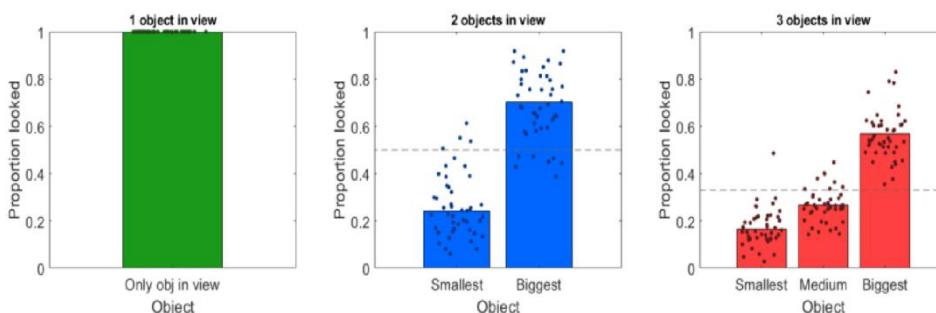 1 object in view
Proportion looked
1
0.8
0.6
0.4
0.2
0
Only obj in view
Object
2 objects in view
Proportion looked
1
0.8
0.6
0.4
0.2
0
Smallest Biggest
Object
3 objects in view
Proportion looked
1
0.8
0.6
0.4
0.2
0
Smallest Medium Biggest
Object